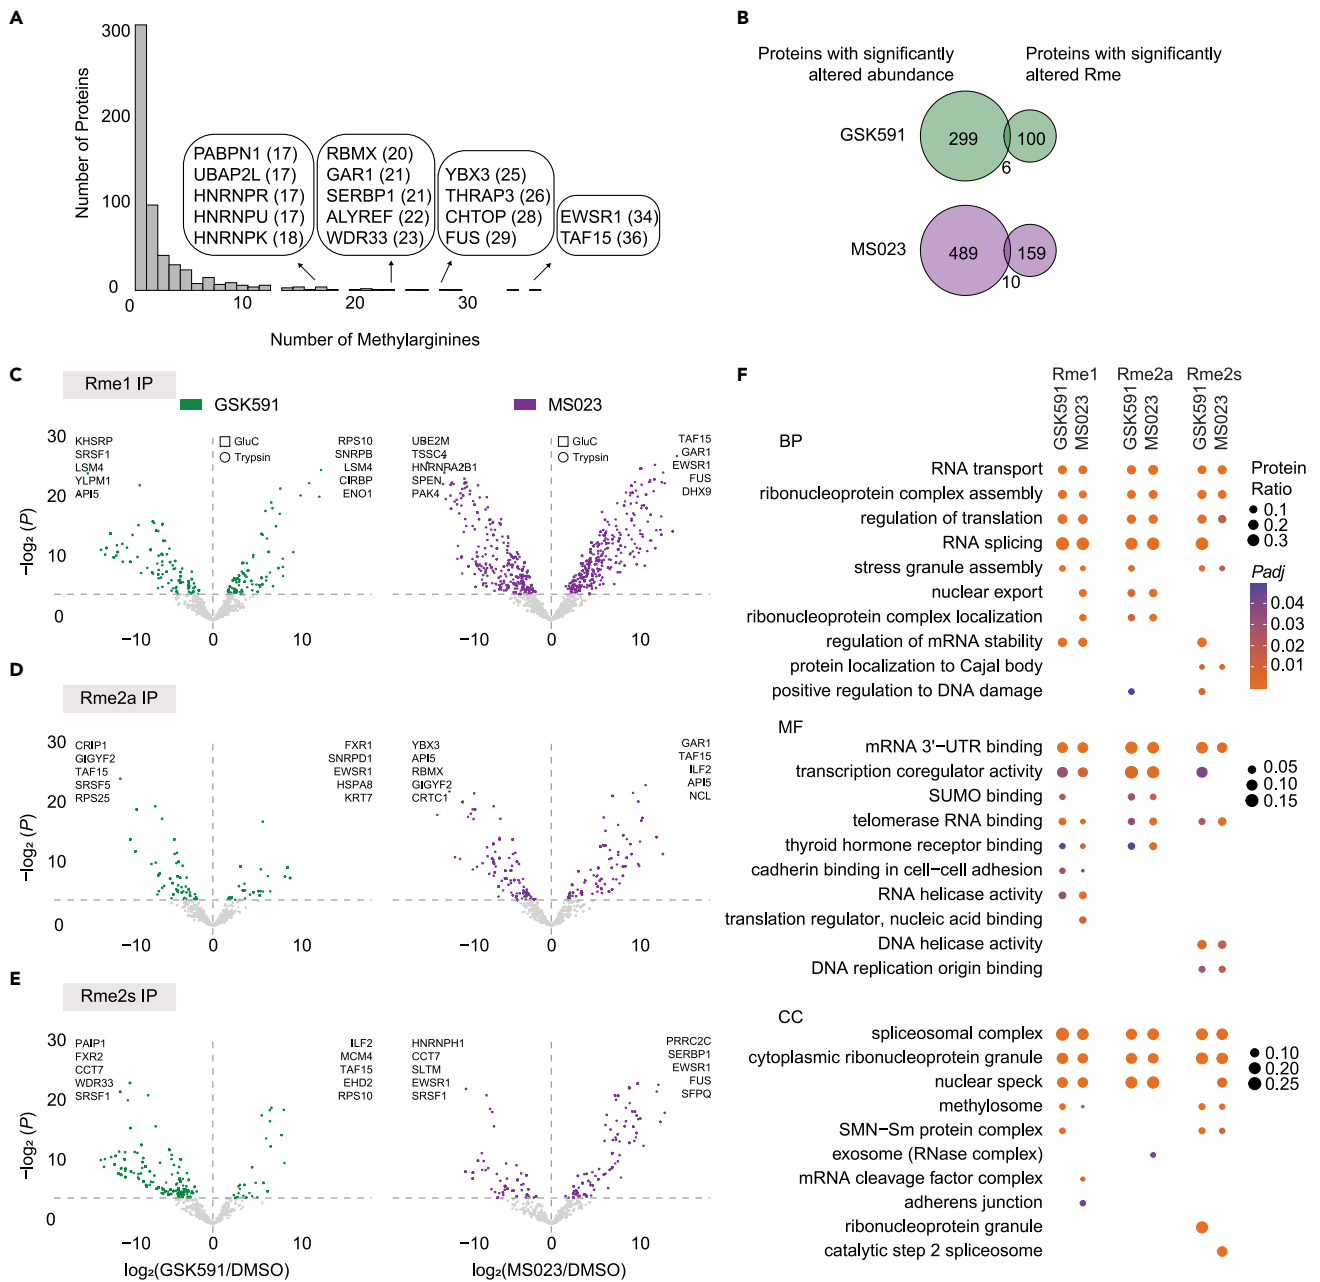 A
300
200
100
0
Number of Proteins
PABPN1 (17)
UBAP2L (17)
HNRNPR (17)
HNRNPU (17)
HNRNPK (18)
RBMX (20)
GAR1 (21)
SERBP1 (21)
ALYREF (22)
WDR33 (23)
YBX3 (25)
THRAP3 (26)
CHTOP (28)
FUS (29)
EWSR1 (34)
TAF15 (36)
0
10
20
30
Number of Methylarginines
B
Proteins with significantly
altered abundance
Proteins with significantly
altered Rme
GSK591
299
100
6
MS023
489
159
10
C
Rme1 IP
GSK591
MS023
30
20
10
0
−log₂ (P)
KHSRP
SRSF1
LSM4
YLPM1
API5
GluC
Trypsin
RPS10
SNRPB
LSM4
CIRBP
ENO1
−10
0
10
UBE2M
TSSC4
HNRNPA2B1
SPEN
PAK4
GluC
Trypsin
TAF15
GAR1
EWSR1
FUS
DHX9
−10
0
10
D
Rme2a IP
30
20
10
0
−log₂ (P)
CRIP1
GIGYF2
TAF15
SRSF5
RPS25
FXR1
SNRPD1
EWSR1
HSPA8
KRT7
−10
0
10
YBX3
API5
RBMX
GIGYF2
CRTC1
GAR1
TAF15
ILF2
API5
NCL
−10
0
10
E
Rme2s IP
30
20
10
0
−log₂ (P)
PAIP1
FXR2
CCT7
WDR33
SRSF1
ILF2
MCM4
TAF15
EHD2
RPS10
−10
0
10
log₂(GSK591/DMSO)
HNRNPH1
CCT7
SLTM
EWSR1
SRSF1
PRRC2C
SERBP1
EWSR1
FUS
SFPQ
−10
0
10
log₂(MS023/DMSO)
F
Rme1 Rme2a Rme2s
GSK591
MS023
GSK591
MS023
GSK591
MS023
BP
RNA transport
ribonucleoprotein complex assembly
regulation of translation
RNA splicing
stress granule assembly
nuclear export
ribonucleoprotein complex localization
regulation of mRNA stability
protein localization to Cajal body
positive regulation to DNA damage
Protein
Ratio
0.1
0.2
0.3
Padj
0.04
0.03
0.02
0.01
MF
mRNA 3'−UTR binding
transcription coregulator activity
SUMO binding
telomerase RNA binding
thyroid hormone receptor binding
cadherin binding in cell−cell adhesion
RNA helicase activity
translation regulator, nucleic acid binding
DNA helicase activity
DNA replication origin binding
0.05
0.10
0.15
CC
spliceosomal complex
cytoplasmic ribonucleoprotein granule
nuclear speck
methylosome
SMN−Sm protein complex
exosome (RNase complex)
mRNA cleavage factor complex
adherens junction
ribonucleoprotein granule
catalytic step 2 spliceosome
0.10
0.20
0.25